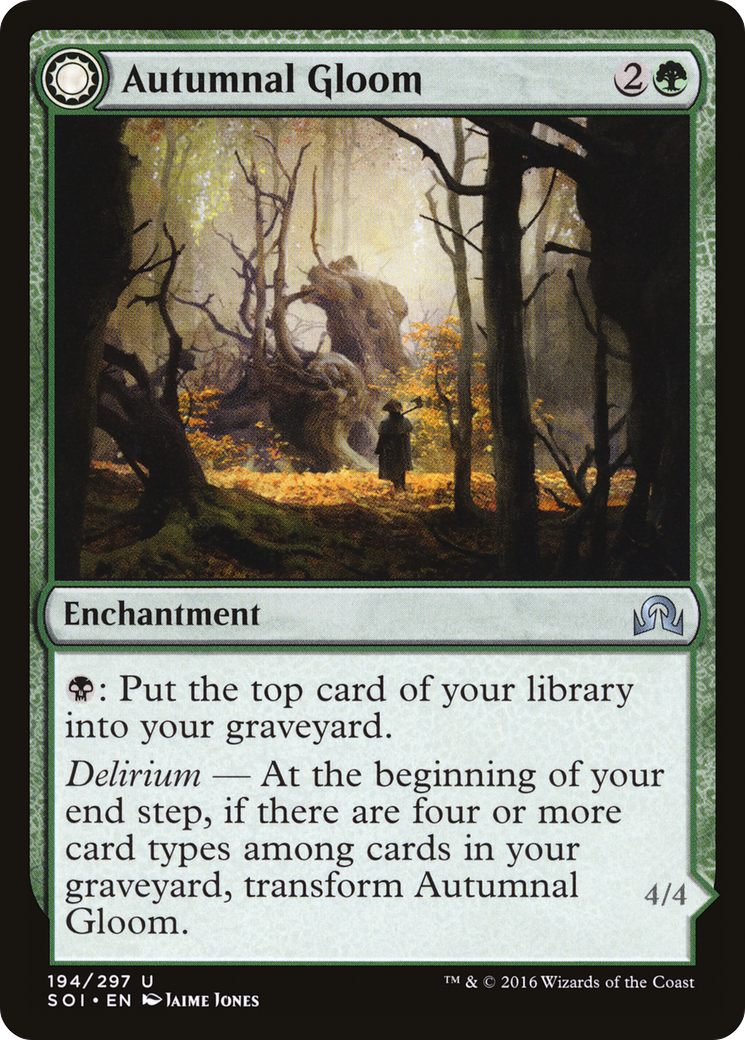 Autumnal Gloom 2
Enchantment
: Put the top card of your library
into your graveyard.
Delirium — At the beginning of your
end step, if there are four or more
card types among cards in your
graveyard, transform Autumnal
Gloom.
4/4
194/297 U
SOI • EN Jaime Jones
™ & © 2016 Wizards of the Coast